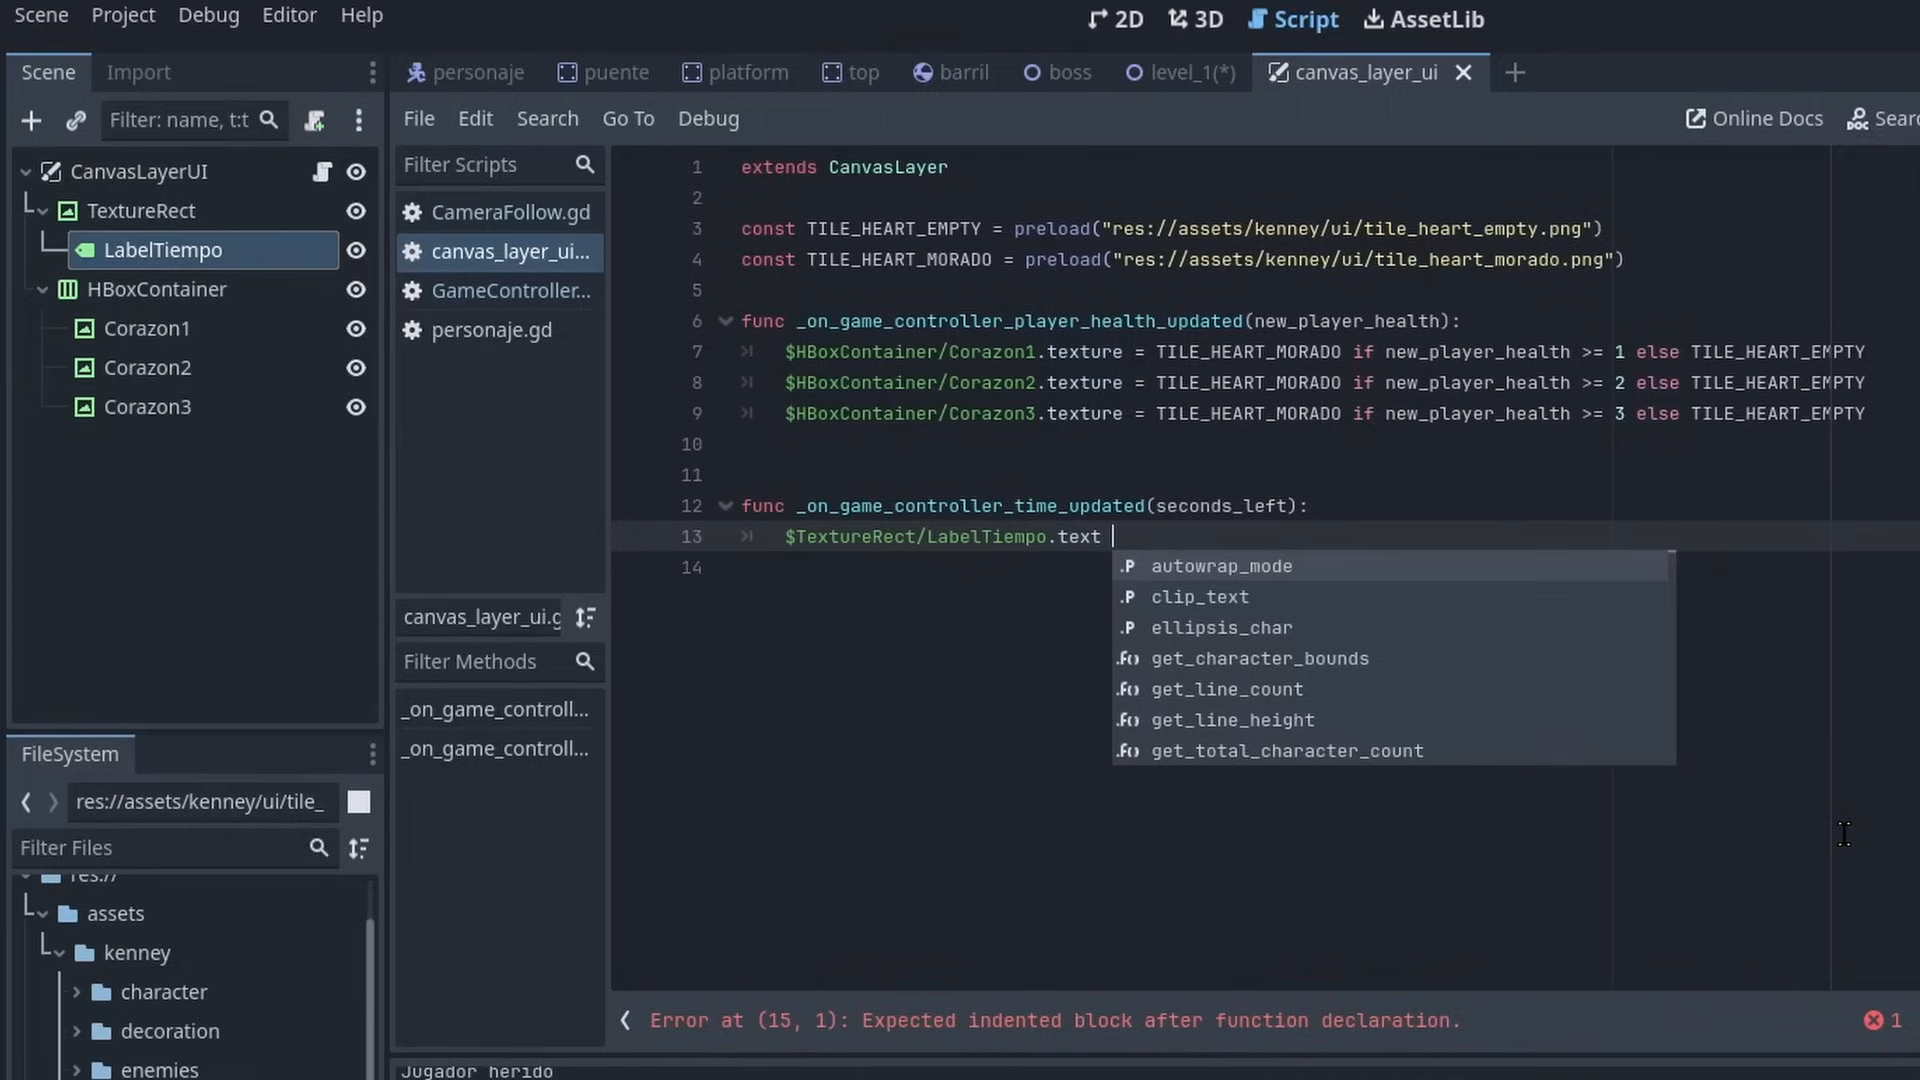 Scene Project Debug Editor Help
2D 3D Script AssetLib
Scene Import
personaje puente platform top barril boss level_1(*) canvas_layer_ui
Filter: name, t:t
File Edit Search Go To Debug Online Docs Searc
CanvasLayerUI
TextureRect
LabelTiempo
HBoxContainer
Corazon1
Corazon2
Corazon3
Filter Scripts
CameraFollow.gd
canvas_layer_ui...
GameController...
personaje.gd
canvas_layer_ui.g
Filter Methods
_on_game_controll...
_on_game_controll...
1 extends CanvasLayer
2
3 const TILE_HEART_EMPTY = preload("res://assets/kenney/ui/tile_heart_empty.png")
4 const TILE_HEART_MORADO = preload("res://assets/kenney/ui/tile_heart_morado.png")
5
6 func _on_game_controller_player_health_updated(new_player_health):
7 $HBoxContainer/Corazon1.texture = TILE_HEART_MORADO if new_player_health >= 1 else TILE_HEART_EMPTY
8 $HBoxContainer/Corazon2.texture = TILE_HEART_MORADO if new_player_health >= 2 else TILE_HEART_EMPTY
9 $HBoxContainer/Corazon3.texture = TILE_HEART_MORADO if new_player_health >= 3 else TILE_HEART_EMPTY
10
11
12 func _on_game_controller_time_updated(seconds_left):
13 $TextureRect/LabelTiempo.text
14
.P autowrap_mode
.P clip_text
.P ellipsis_char
.f() get_character_bounds
.f() get_line_count
.f() get_line_height
.f() get_total_character_count
FileSystem
res://assets/kenney/ui/tile_
Filter Files
res://
assets
kenney
character
decoration
enemies
Error at (15, 1): Expected indented block after function declaration.
1
Jugador herido